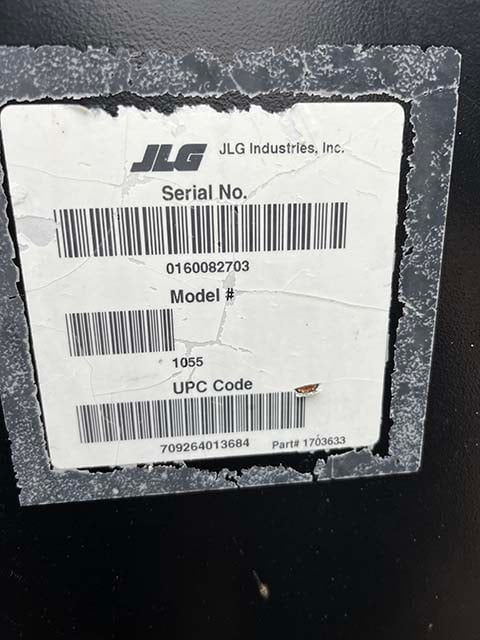 JLG JLG Industries, Inc.
Serial No.
0160082703
Model #
1055
UPC Code
709264013684 Part# 1703633